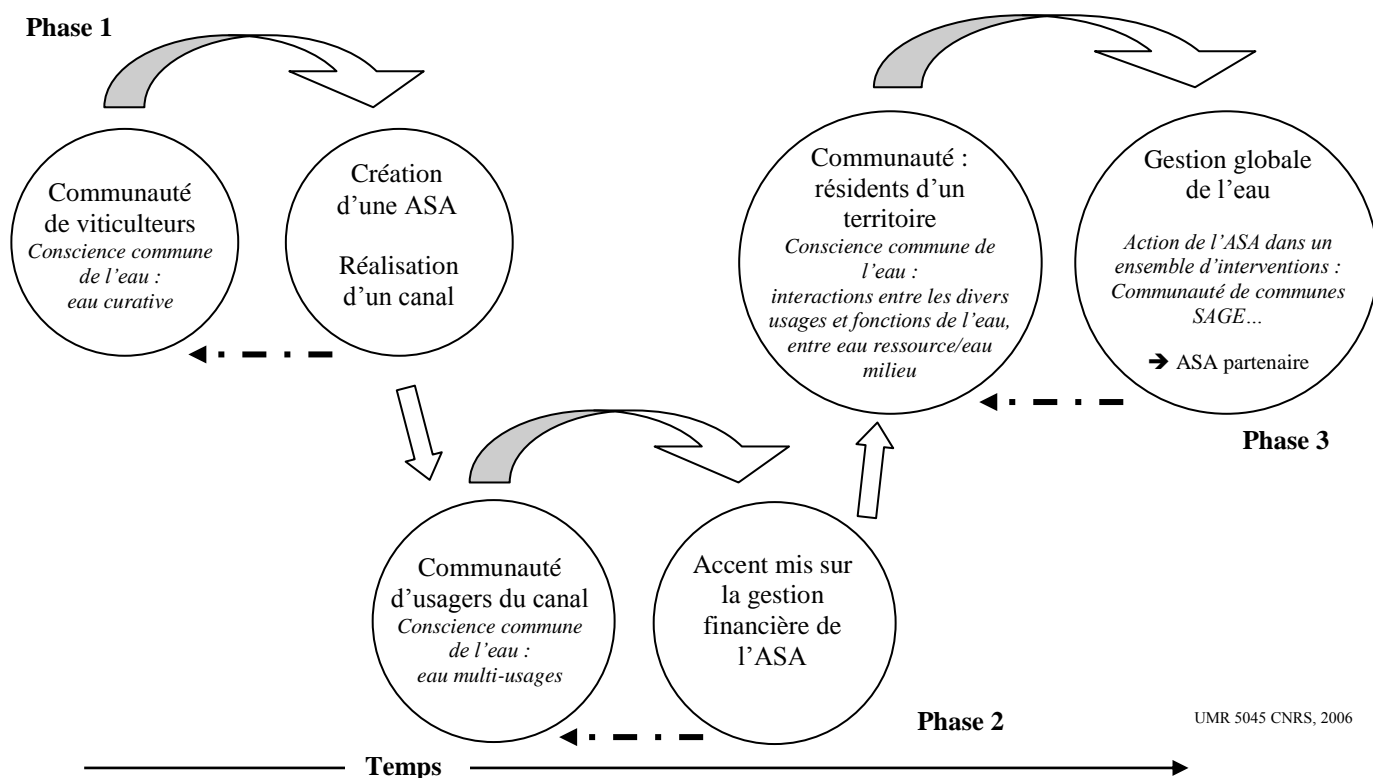 Phase 1
Communauté
de viticulteurs
Conscience commune
de l’eau :
eau curative
Création
d’une ASA
Réalisation
d’un canal
Communauté
d’usagers du canal
Conscience commune
de l’eau :
eau multi-usages
Accent mis sur
la gestion
financière de
l’ASA
Phase 2
Communauté :
résidents d’un
territoire
Conscience commune de
l’eau :
interactions entre les divers
usages et fonctions de l’eau,
entre eau ressource/eau
milieu
Gestion globale
de l’eau
Action de l’ASA dans un
ensemble d’interventions :
Communauté de communes
SAGE…
➔ ASA partenaire
Phase 3
UMR 5045 CNRS, 2006
Temps